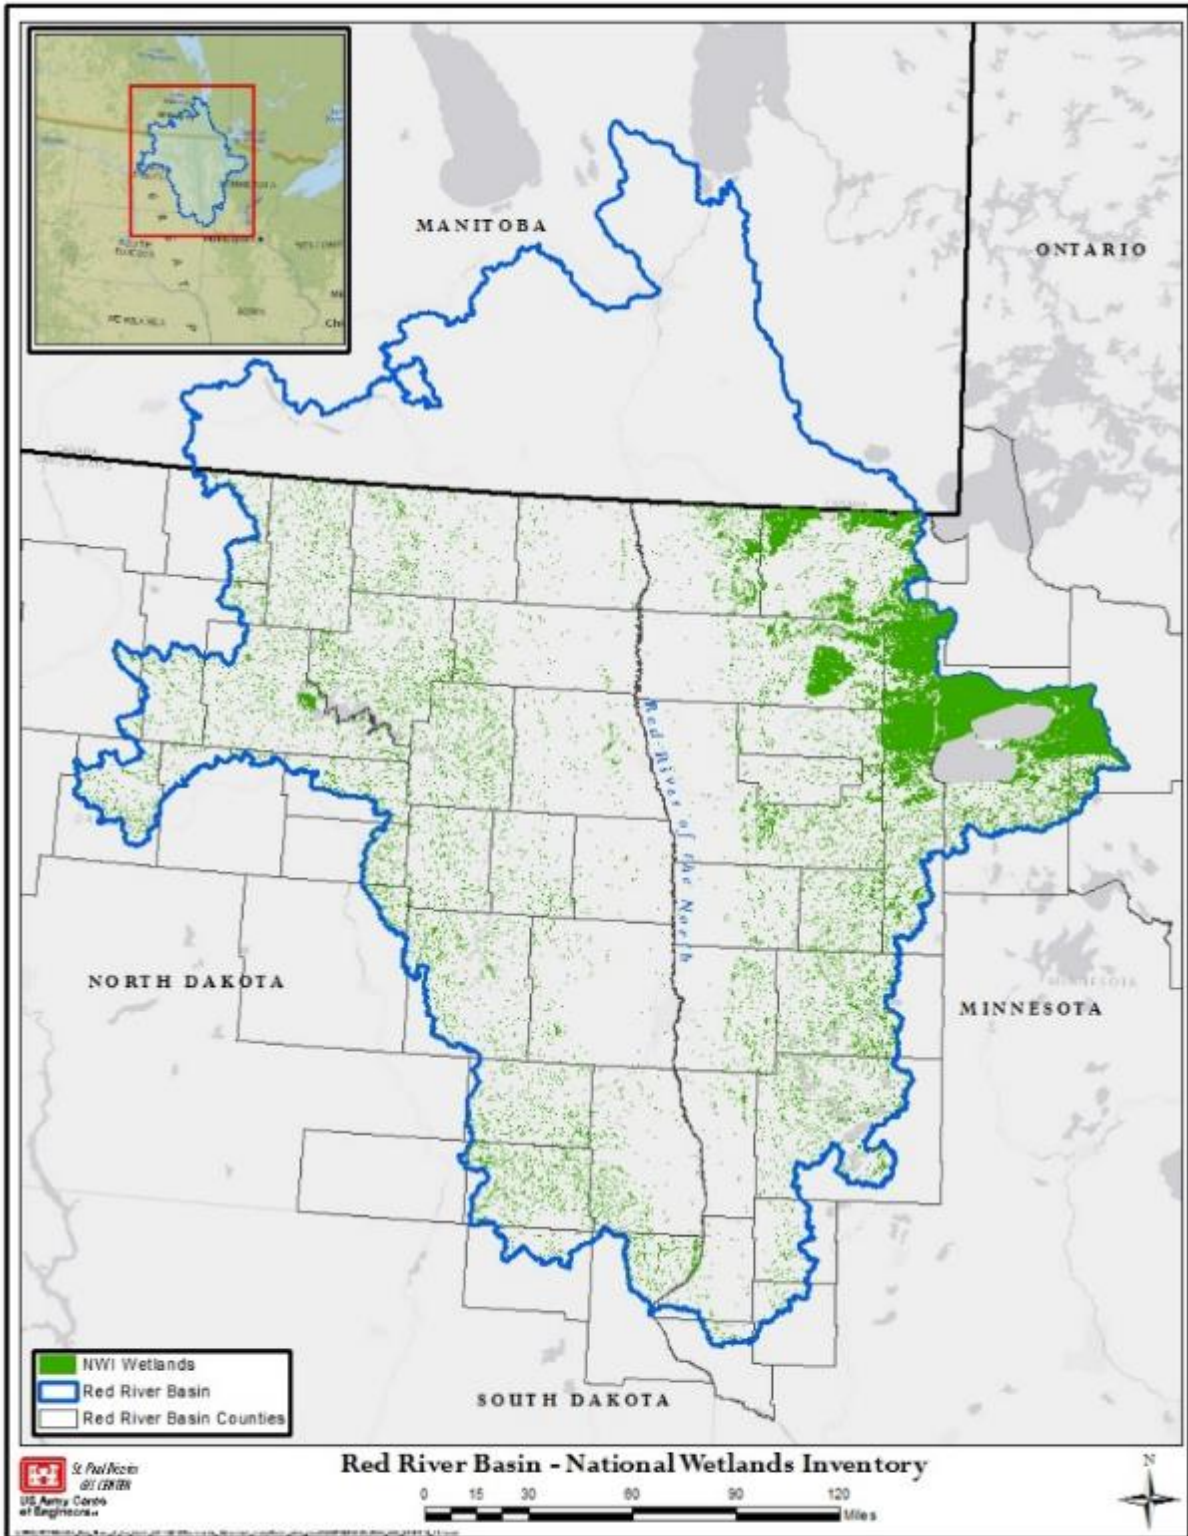 MANITOBA
ONTARIO
CANADA
Red River of the North
NORTH DAKOTA
MINNESOTA
MINNESOTA
SOUTH DAKOTA
NWI Wetlands
Red River Basin
Red River Basin Counties
St. Paul District
GIS CENTER
US Army Corps
of Engineers
Red River Basin - National Wetlands Inventory
N
0 15 30 60 90 120
Miles